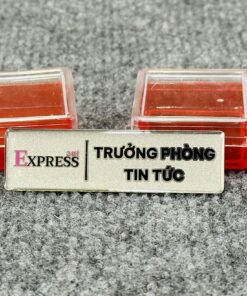 EXPRESS
TRƯỞNG PHÒNG
TIN TỨC